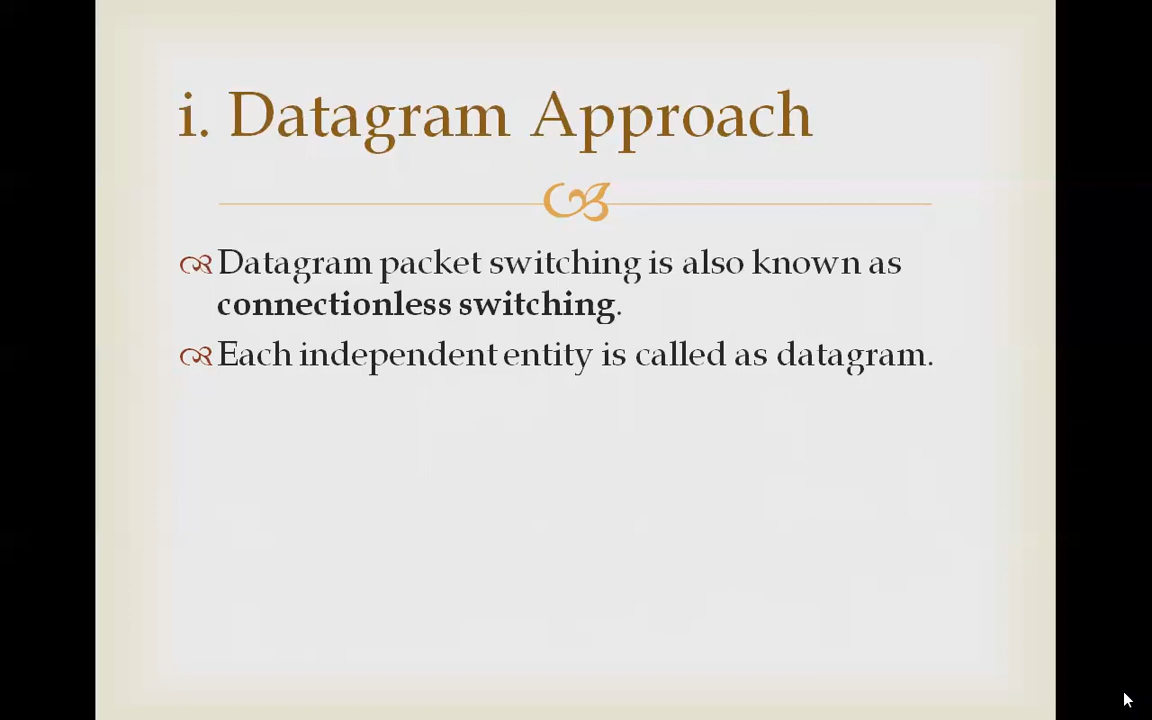 i. Datagram Approach
Datagram packet switching is also known as
connectionless switching.
Each independent entity is called as datagram.